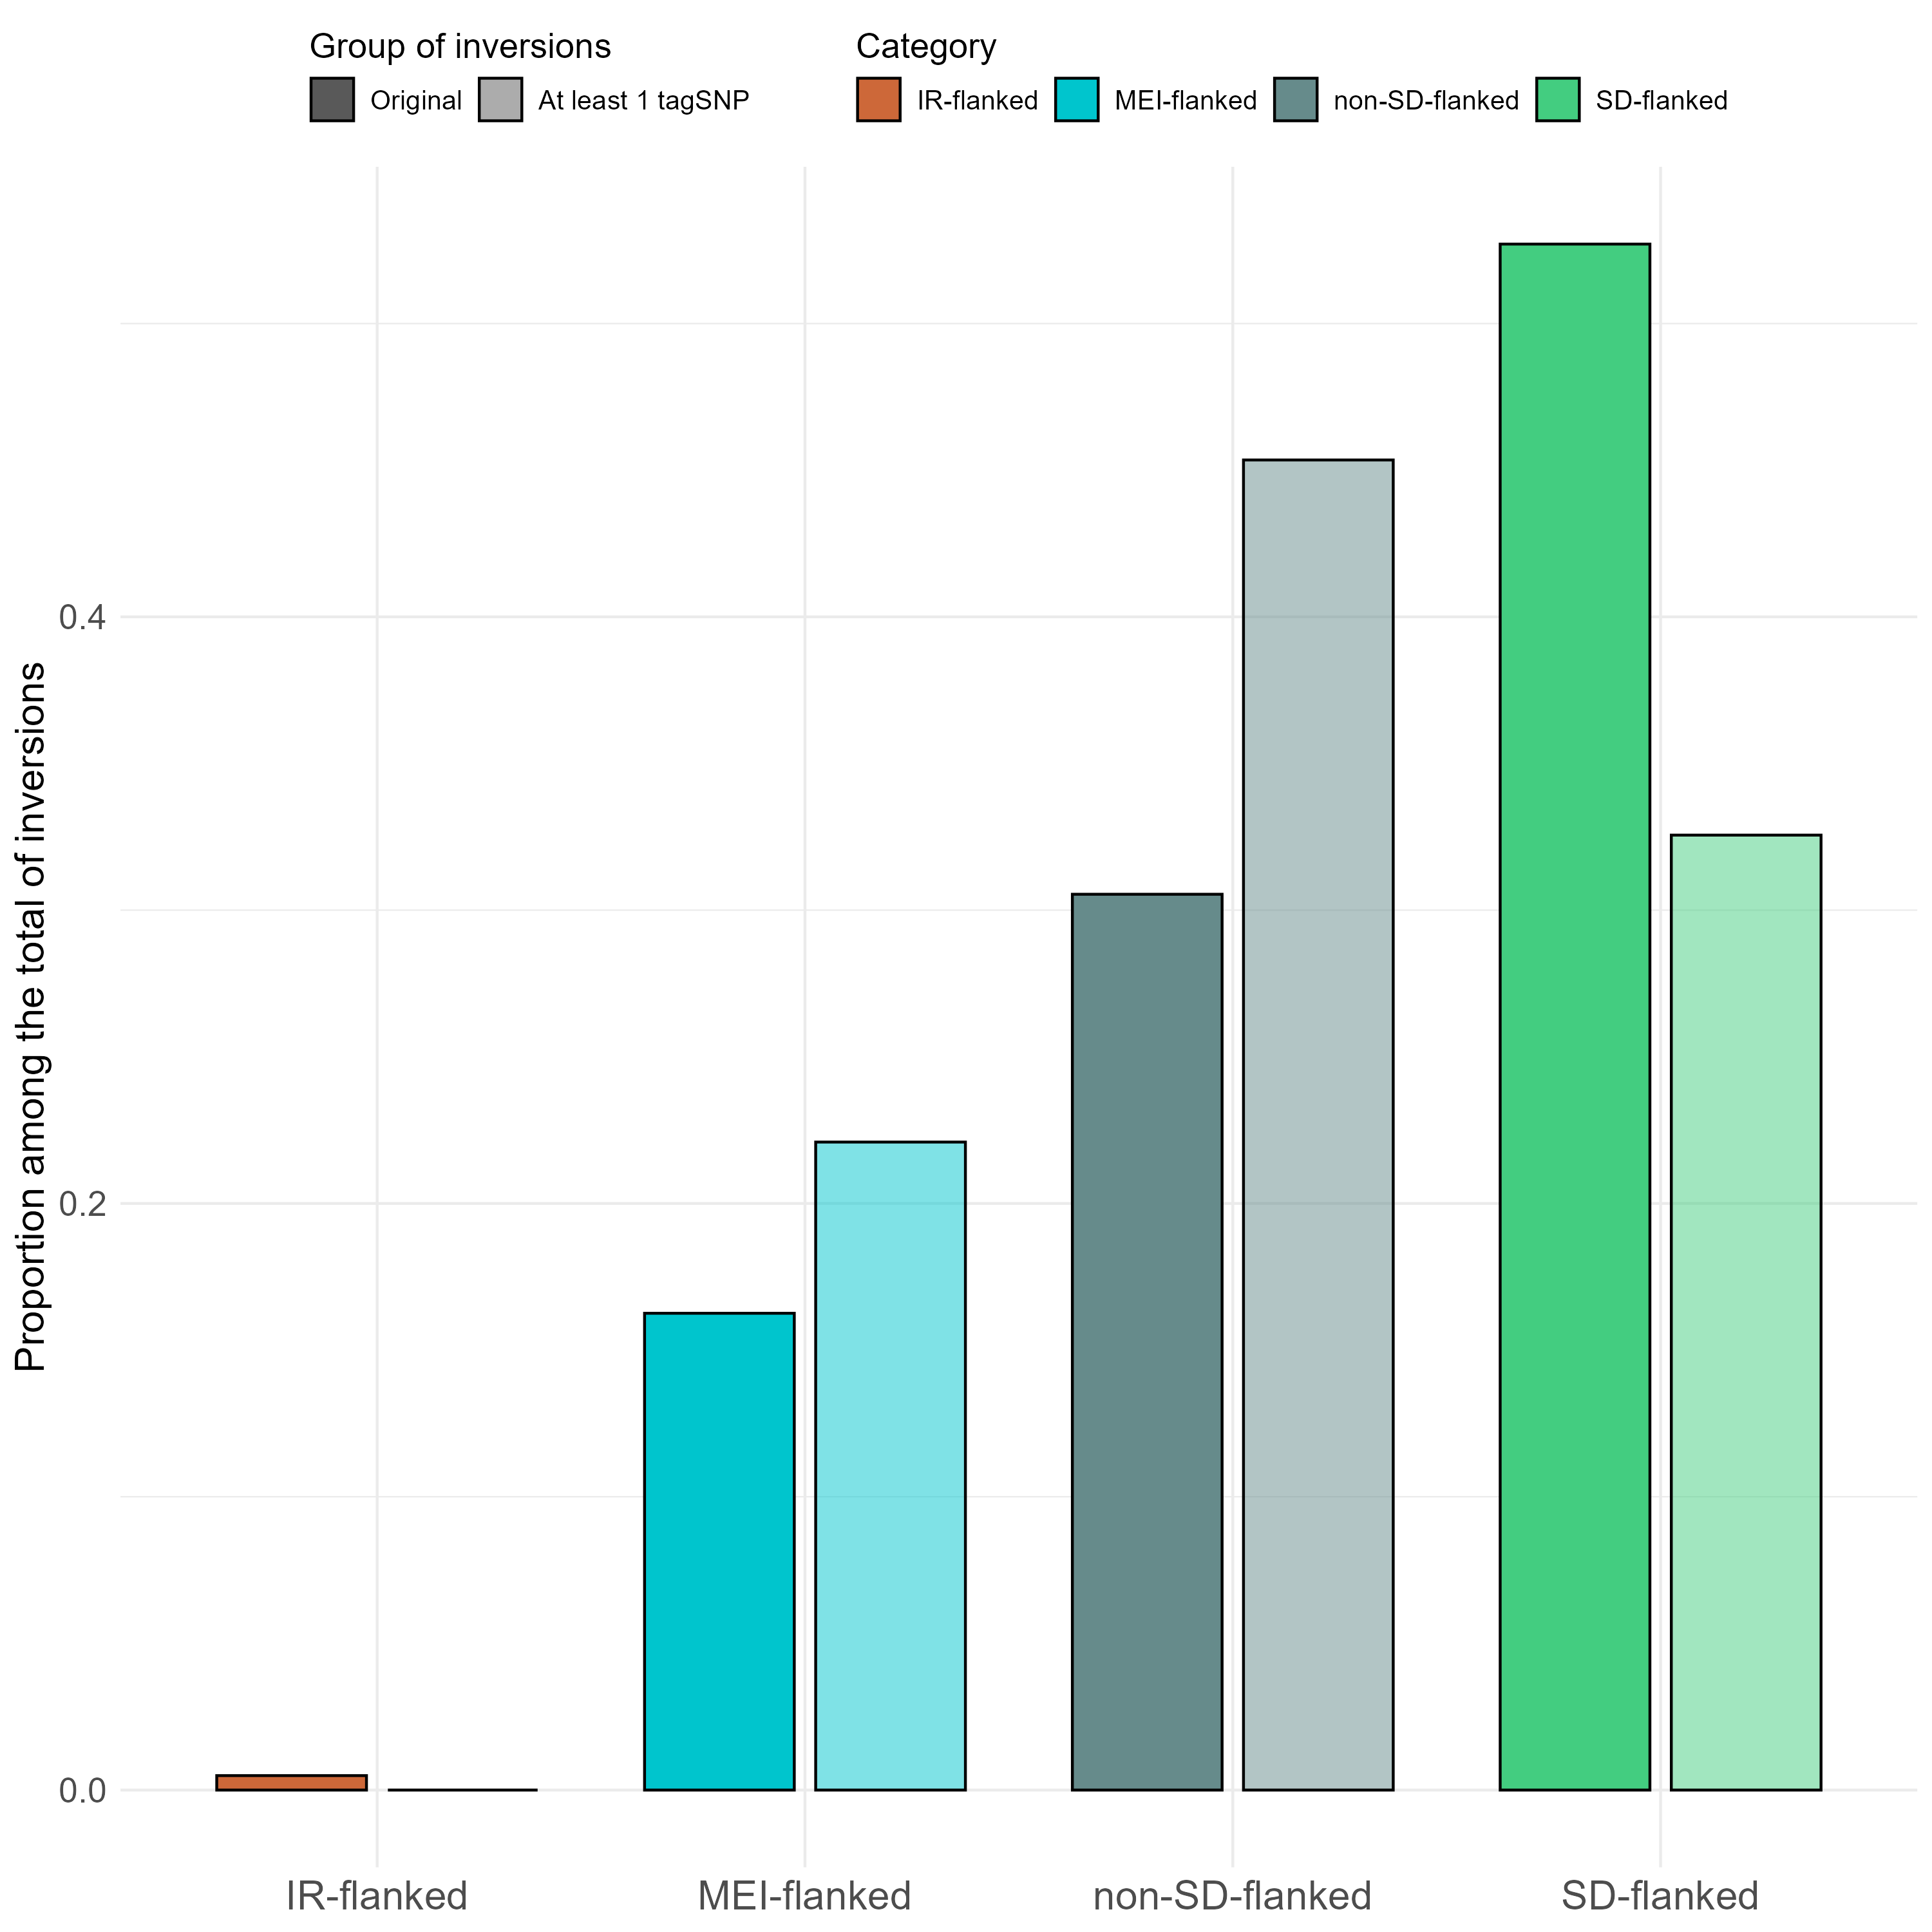 Group of inversions
Original
At least 1 tagSNP
Category
IR-flanked
MEI-flanked
non-SD-flanked
SD-flanked
Proportion among the total of inversions
0.4
0.2
0.0
IR-flanked
MEI-flanked
non-SD-flanked
SD-flanked